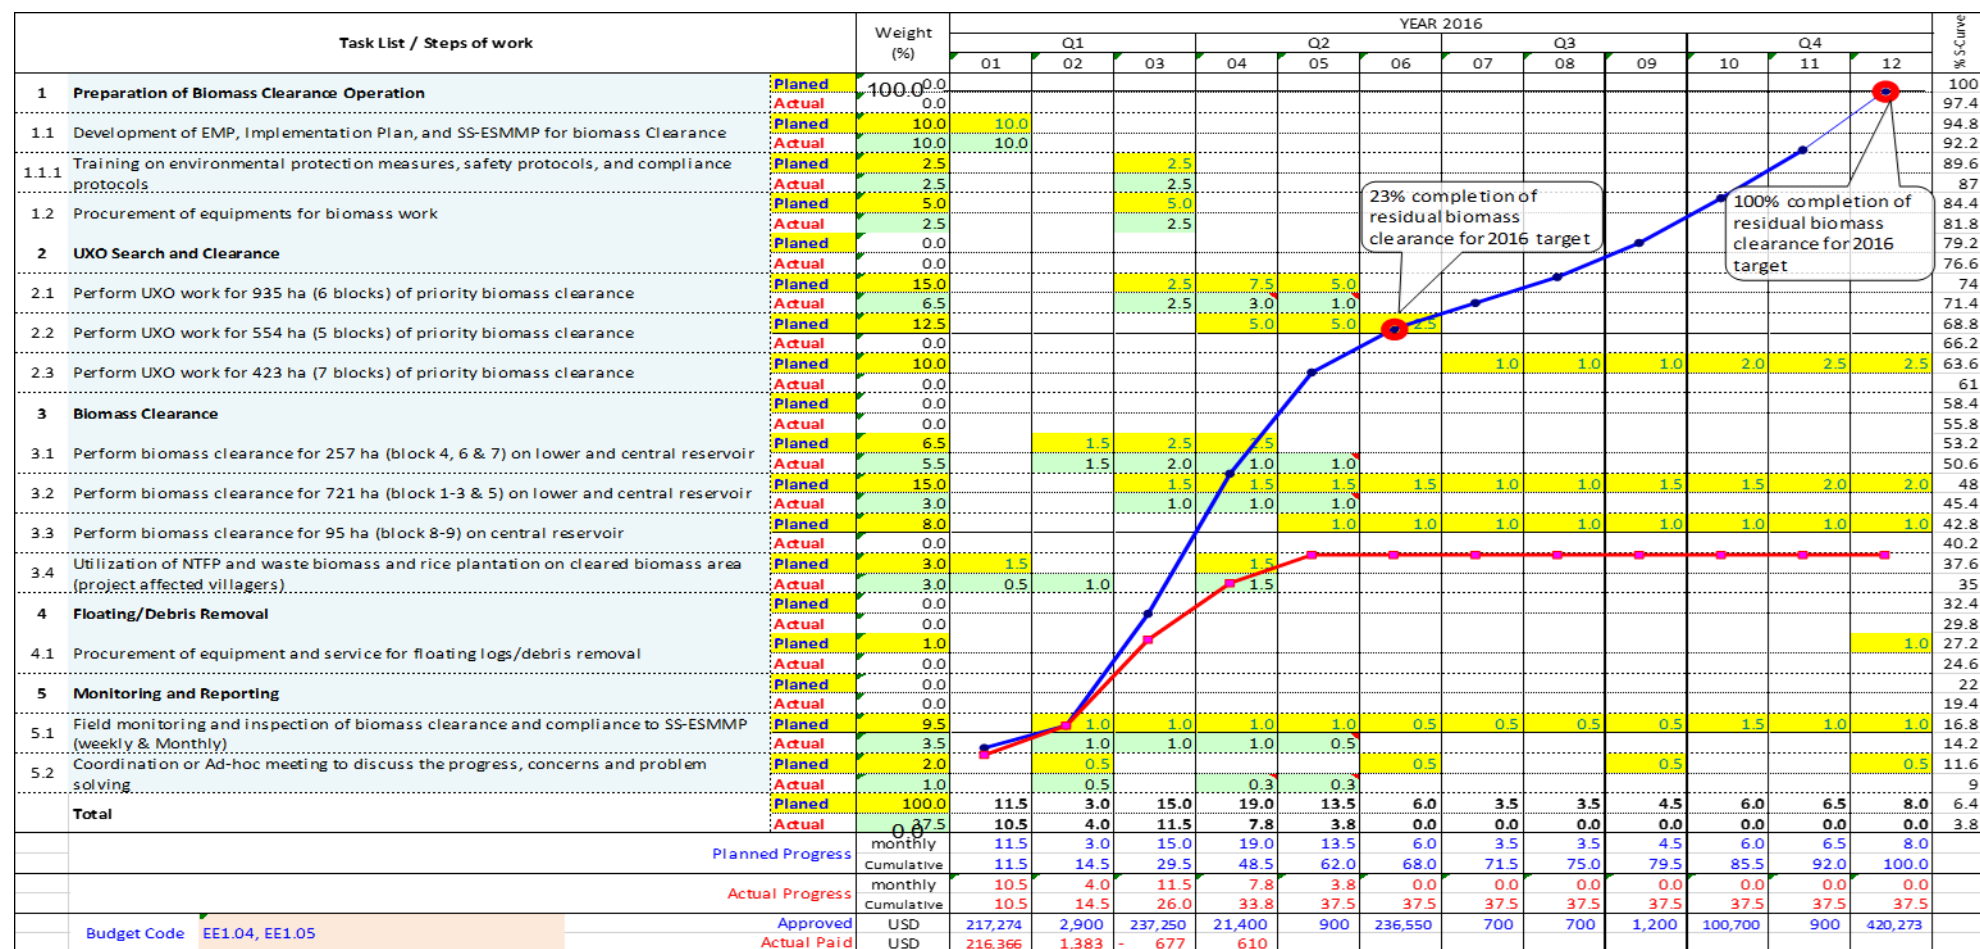 Task List / Steps of work Weight (%) YEAR 2016 % S-Curve
Q1 Q2 Q3 Q4
01 02 03 04 05 06 07 08 09 10 11 12
1 Preparation of Biomass Clearance Operation Planed 100.0 0.0 100
Actual 0.0 97.4
1.1 Development of EMP, Implementation Plan, and SS-ESMMP for biomass Clearance Planed 10.0 10.0 94.8
Actual 10.0 10.0 92.2
1.1.1 Training on environmental protection measures, safety protocols, and compliance Planed 2.5 2.5 89.6
protocols Actual 2.5 2.5 87
1.2 Procurement of equipments for biomass work Planed 5.0 5.0 84.4
Actual 2.5 2.5 81.8
23% completion of
residual biomass
clearance for 2016 target
100% completion of
residual biomass
clearance for 2016
target
2 UXO Search and Clearance Planed 0.0 79.2
Actual 0.0 76.6
2.1 Perform UXO work for 935 ha (6 blocks) of priority biomass clearance Planed 15.0 2.5 7.5 5.0 74
Actual 6.5 2.5 3.0 1.0 71.4
2.2 Perform UXO work for 554 ha (5 blocks) of priority biomass clearance Planed 12.5 5.0 5.0 2.5 68.8
Actual 0.0 66.2
2.3 Perform UXO work for 423 ha (7 blocks) of priority biomass clearance Planed 10.0 1.0 1.0 1.0 2.0 2.5 2.5 63.6
Actual 0.0 61
3 Biomass Clearance Planed 0.0 58.4
Actual 0.0 55.8
3.1 Perform biomass clearance for 257 ha (block 4, 6 & 7) on lower and central reservoir Planed 6.5 1.5 2.5 2.5 53.2
Actual 5.5 1.5 2.0 1.0 1.0 50.6
3.2 Perform biomass clearance for 721 ha (block 1-3 & 5) on lower and central reservoir Planed 15.0 1.5 1.5 1.5 1.5 1.0 1.0 1.5 1.5 2.0 2.0 48
Actual 3.0 1.0 1.0 1.0 45.4
3.3 Perform biomass clearance for 95 ha (block 8-9) on central reservoir Planed 8.0 1.0 1.0 1.0 1.0 1.0 1.0 1.0 1.0 42.8
Actual 0.0 40.2
3.4 Utilization of NTFP and waste biomass and rice plantation on cleared biomass area Planed 3.0 1.5 1.5 37.6
(project affected villagers) Actual 3.0 0.5 1.0 1.5 35
4 Floating/Debris Removal Planed 0.0 32.4
Actual 0.0 29.8
4.1 Procurement of equipment and service for floating logs/debris removal Planed 1.0 1.0 27.2
Actual 0.0 24.6
5 Monitoring and Reporting Planed 0.0 22
Actual 0.0 19.4
5.1 Field monitoring and inspection of biomass clearance and compliance to SS-ESMMP Planed 9.5 1.0 1.0 1.0 1.0 0.5 0.5 0.5 0.5 1.5 1.0 1.0 16.8
(weekly & Monthly) Actual 3.5 1.0 1.0 1.0 0.5 14.2
5.2 Coordination or Ad-hoc meeting to discuss the progress, concerns and problem Planed 2.0 0.5 0.5 0.5 0.5 11.6
solving Actual 1.0 0.5 0.3 0.3 9
Total Planed 100.0 11.5 3.0 15.0 19.0 13.5 6.0 3.5 3.5 4.5 6.0 6.5 8.0 6.4
Actual 0.0 37.5 10.5 4.0 11.5 7.8 3.8 0.0 0.0 0.0 0.0 0.0 0.0 0.0 3.8
Planned Progress monthly 11.5 3.0 15.0 19.0 13.5 6.0 3.5 3.5 4.5 6.0 6.5 8.0
Cumulative 11.5 14.5 29.5 48.5 62.0 68.0 71.5 75.0 79.5 85.5 92.0 100.0
Actual Progress monthly 10.5 4.0 11.5 7.8 3.8 0.0 0.0 0.0 0.0 0.0 0.0 0.0
Cumulative 10.5 14.5 26.0 33.8 37.5 37.5 37.5 37.5 37.5 37.5 37.5 37.5
Budget Code EE1.04, EE1.05 Approved USD 217,274 2,900 237,250 21,400 900 236,550 700 700 1,200 100,700 900 420,273
Actual Paid USD 216,366 1,383 - 677 610